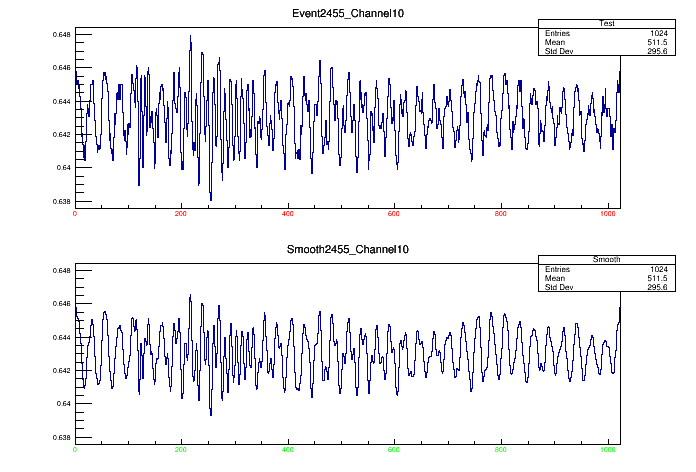 Event2455_Channel10
Test
Entries 1024
Mean 511.5
Std Dev 295.6
0.648
0.646
0.644
0.642
0.64
0.638
0 200 400 600 800 1000
Smooth2455_Channel10
Smooth
Entries 1024
Mean 511.5
Std Dev 295.6
0.648
0.646
0.644
0.642
0.64
0.638
0 200 400 600 800 1000